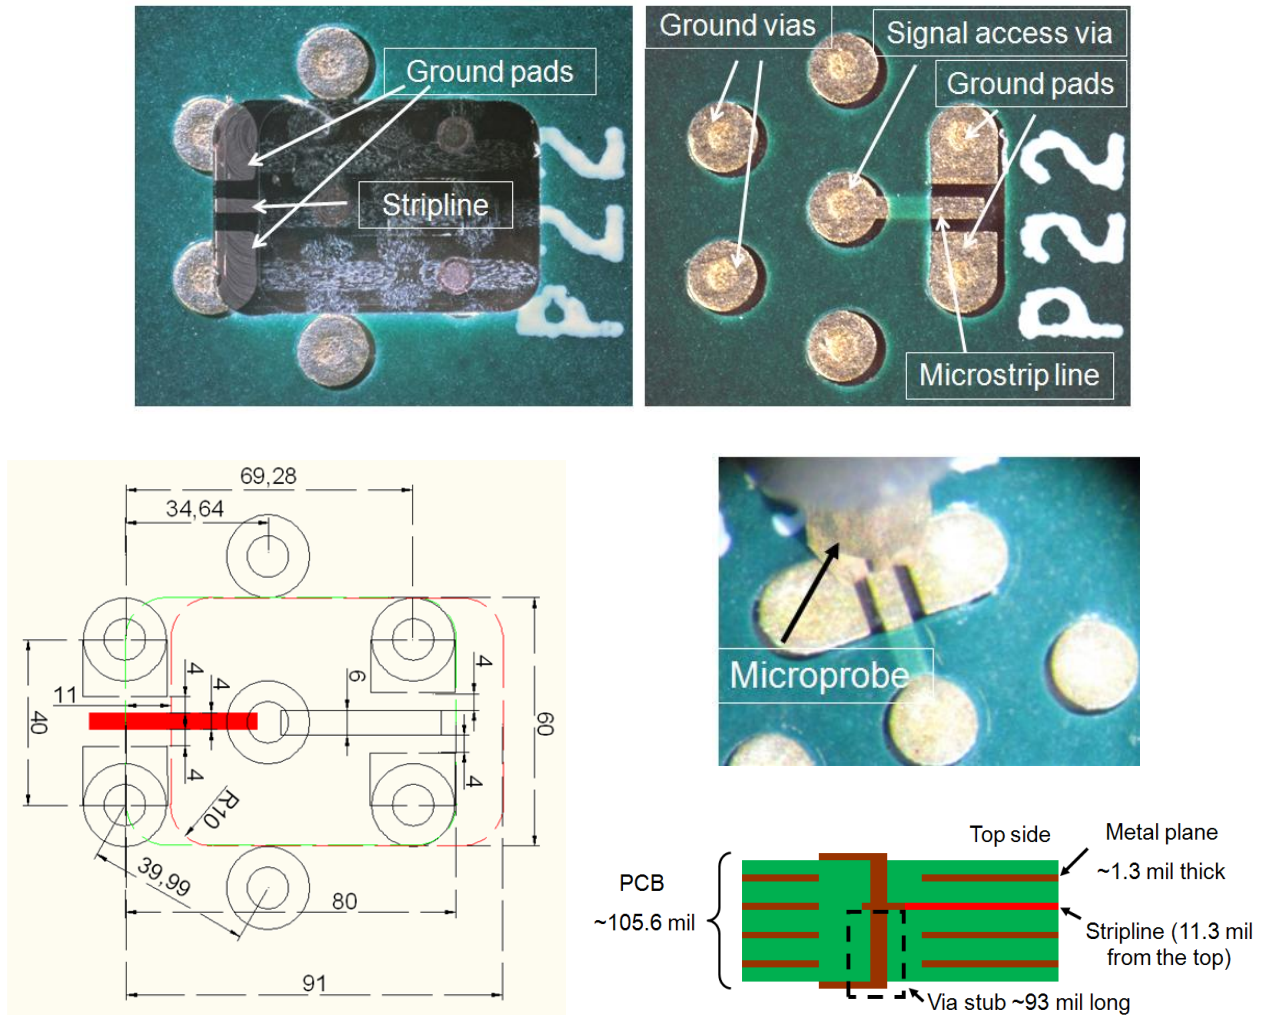 Ground pads
Stripline
P22
Ground vias
Signal access via
Ground pads
Microstrip line
P22
69,28
34,64
11
4
4
4
6
4
4
40
60
R10
39,99
80
91
Microprobe
Top side
Metal plane
~1.3 mil thick
PCB
~105.6 mil
Stripline (11.3 mil
from the top)
Via stub ~93 mil long